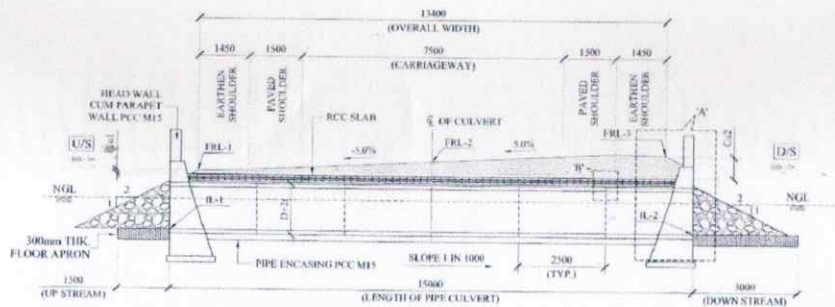 13400
(OVERALL WIDTH)
1450
1500
7500
1500
1450
(CARRIAGEWAY)
EARTHEN
SHOULDER
PAVED
SHOULDER
PAVED
SHOULDER
EARTHEN
SHOULDER
HEAD WALL
CUM PARAPET
WALL PCC M15
RCC SLAB
℄ OF CULVERT
'A'
U/S
FRL-1
-5.0%
FRL-2
5.0%
FRL-3
D/S
'B'
NGL
2
1
IL-1
D+2t
IL-2
2
1
NGL
300mm THK.
FLOOR APRON
PIPE ENCASING PCC M15
SLOPE 1 IN 1000
2500
(TYP.)
1500
(UP STREAM)
15000
(LENGTH OF PIPE CULVERT)
3000
(DOWN STREAM)